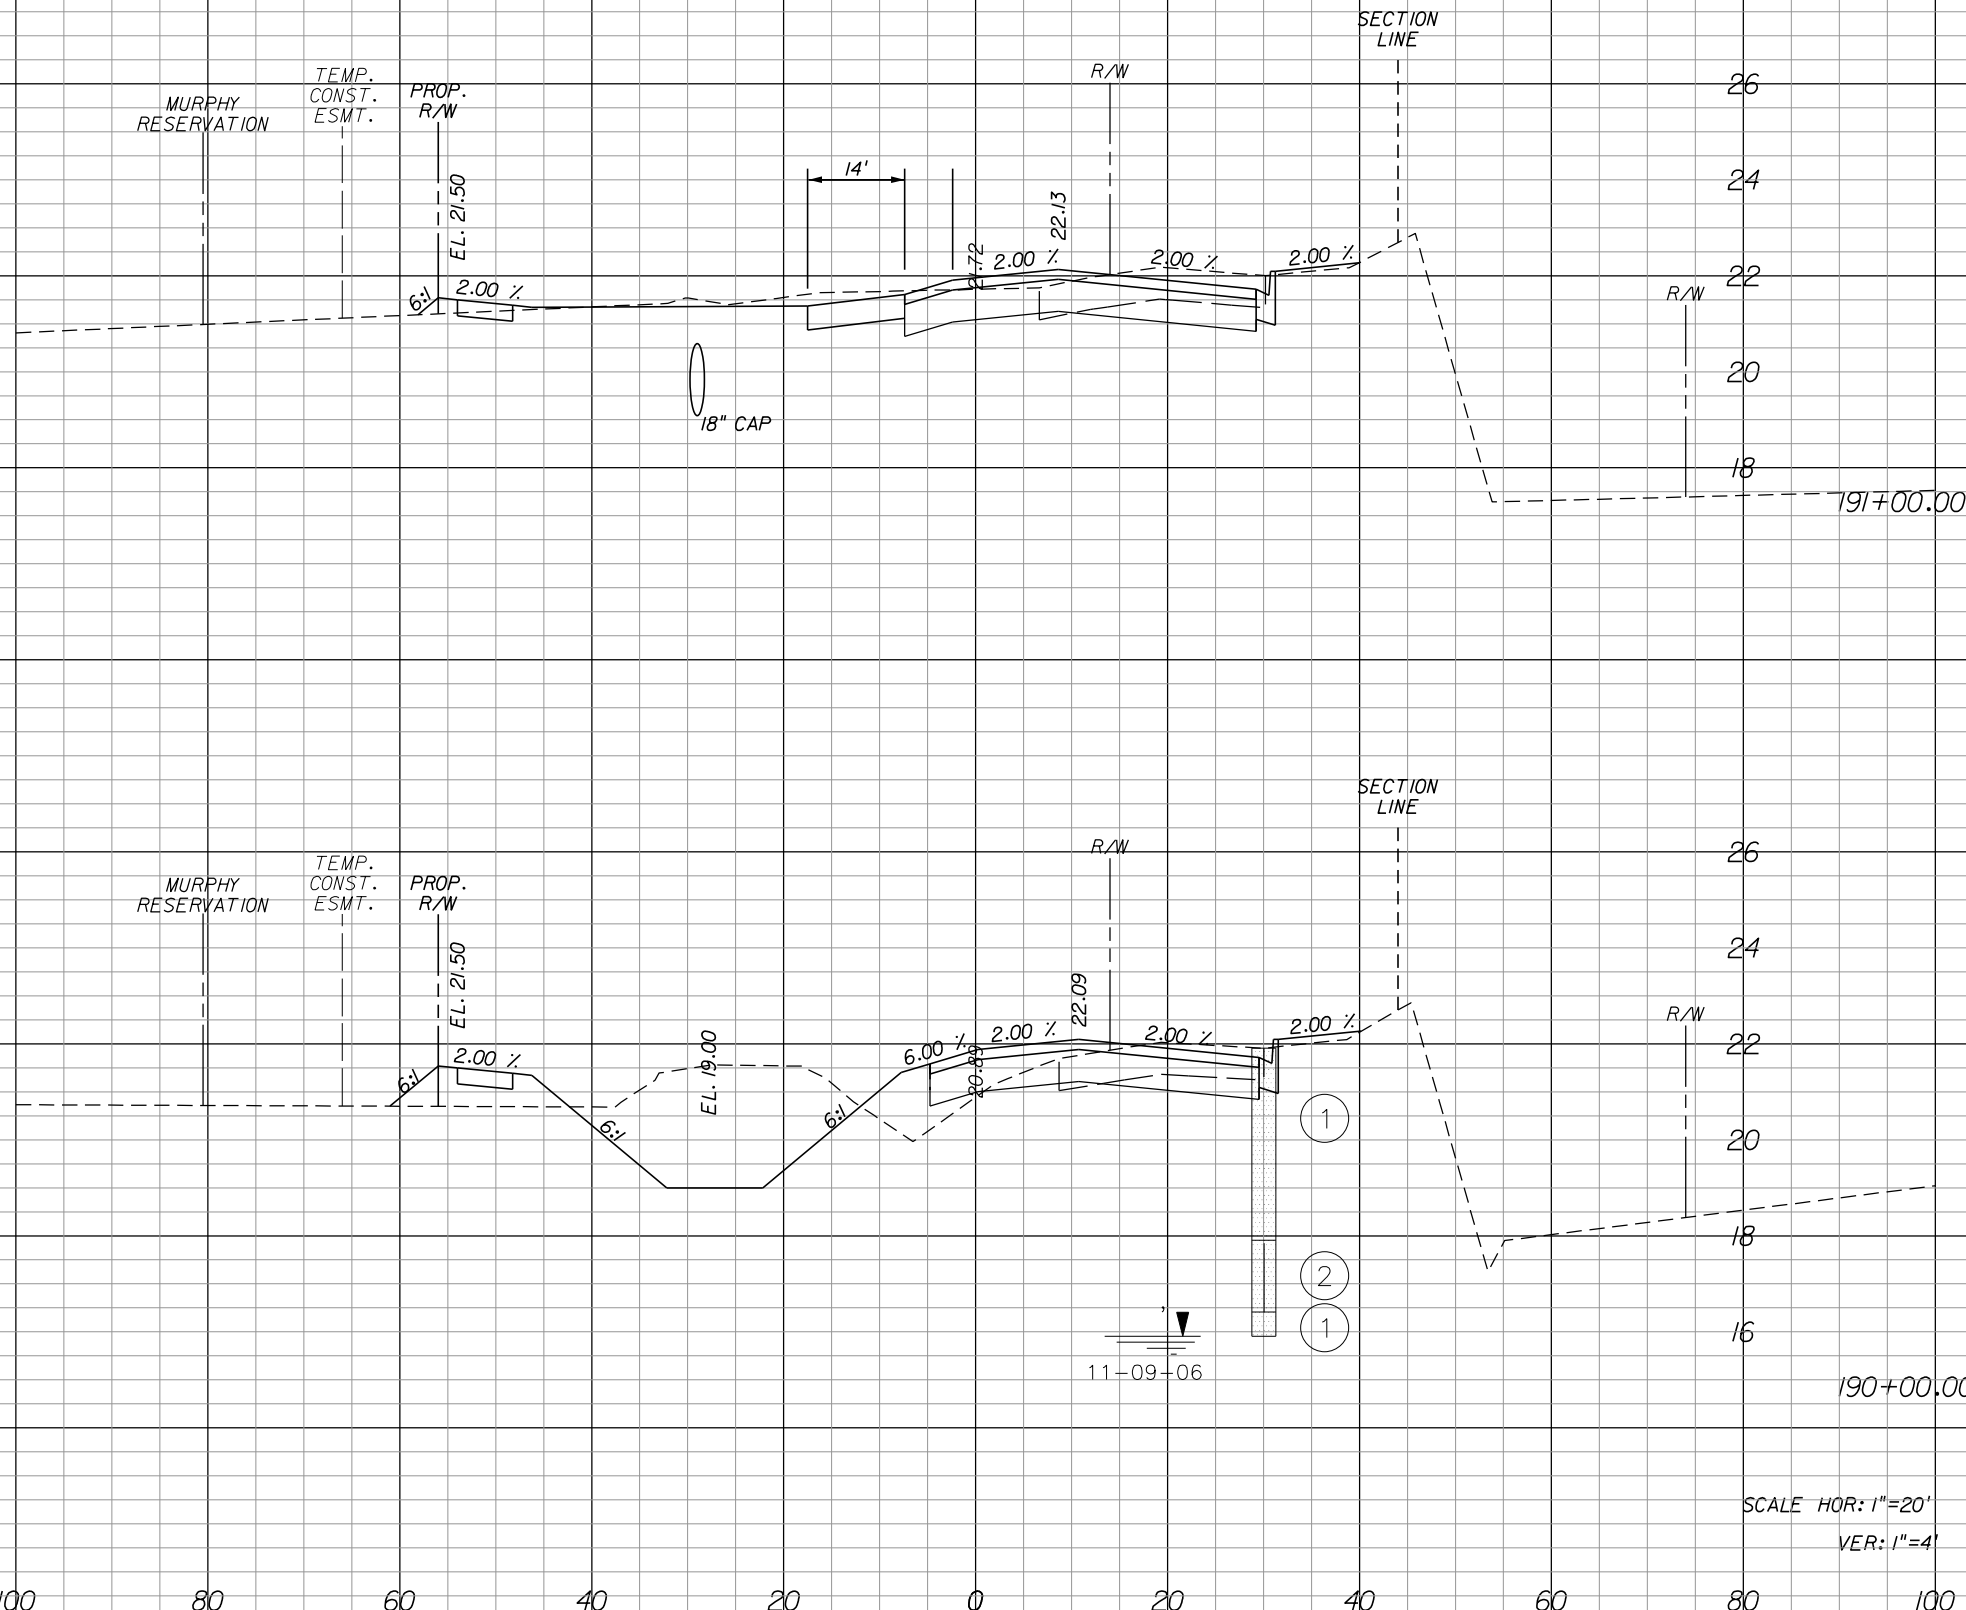 SECTION
LINE
R/W
26
TEMP.
CONST.
ESMT.
PROP.
R/W
MURPHY
RESERVATION
14'
24
EL. 21.50
22.13
21.72
2.00 %
2.00 %
2.00 %
22
6:1
2.00 %
R/W
20
18" CAP
18
191+00.00
SECTION
LINE
R/W
26
TEMP.
CONST.
ESMT.
MURPHY
RESERVATION
PROP.
R/W
24
EL. 21.50
22.09
R/W
EL. 19.00
20.89
6.00 %
2.00 %
2.00 %
2.00 %
22
6:1
2.00 %
6:1
6:1
1
20
18
2
1
16
11-09-06
190+00.00
SCALE HOR: 1"=20'
VER: 1"=4'
100 80 60 40 20 0 20 40 60 80 100